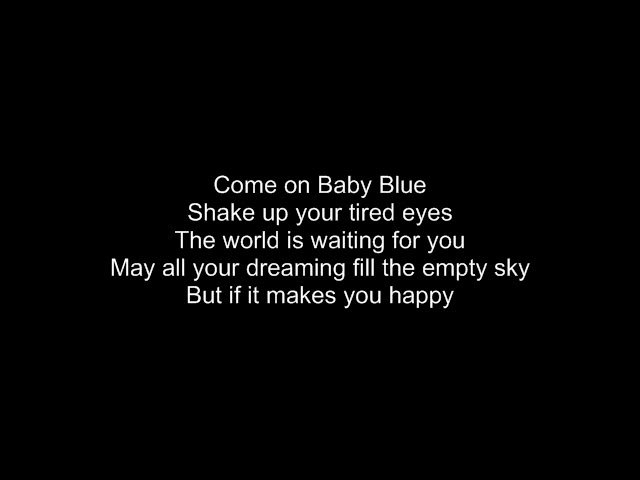 Come on Baby Blue
Shake up your tired eyes
The world is waiting for you
May all your dreaming fill the empty sky
But if it makes you happy